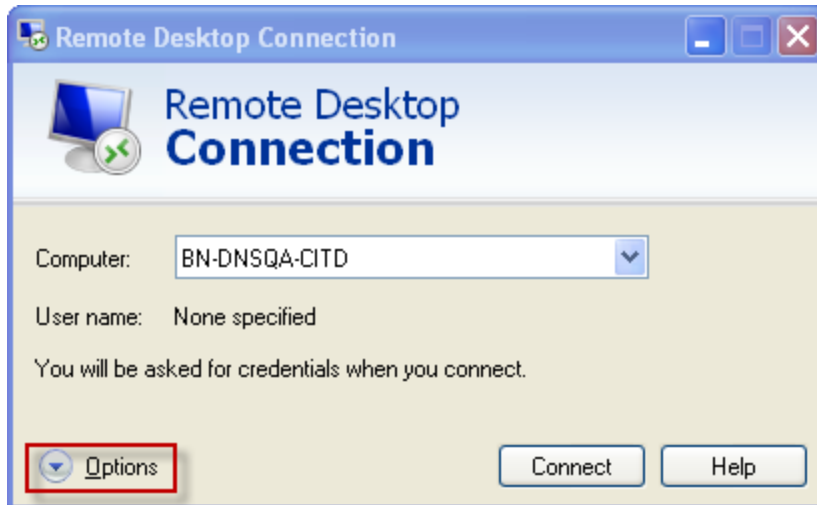 Remote Desktop Connection
Remote Desktop
Connection
Computer: BN-DNSQA-CITD
User name: None specified
You will be asked for credentials when you connect.
Options Connect Help